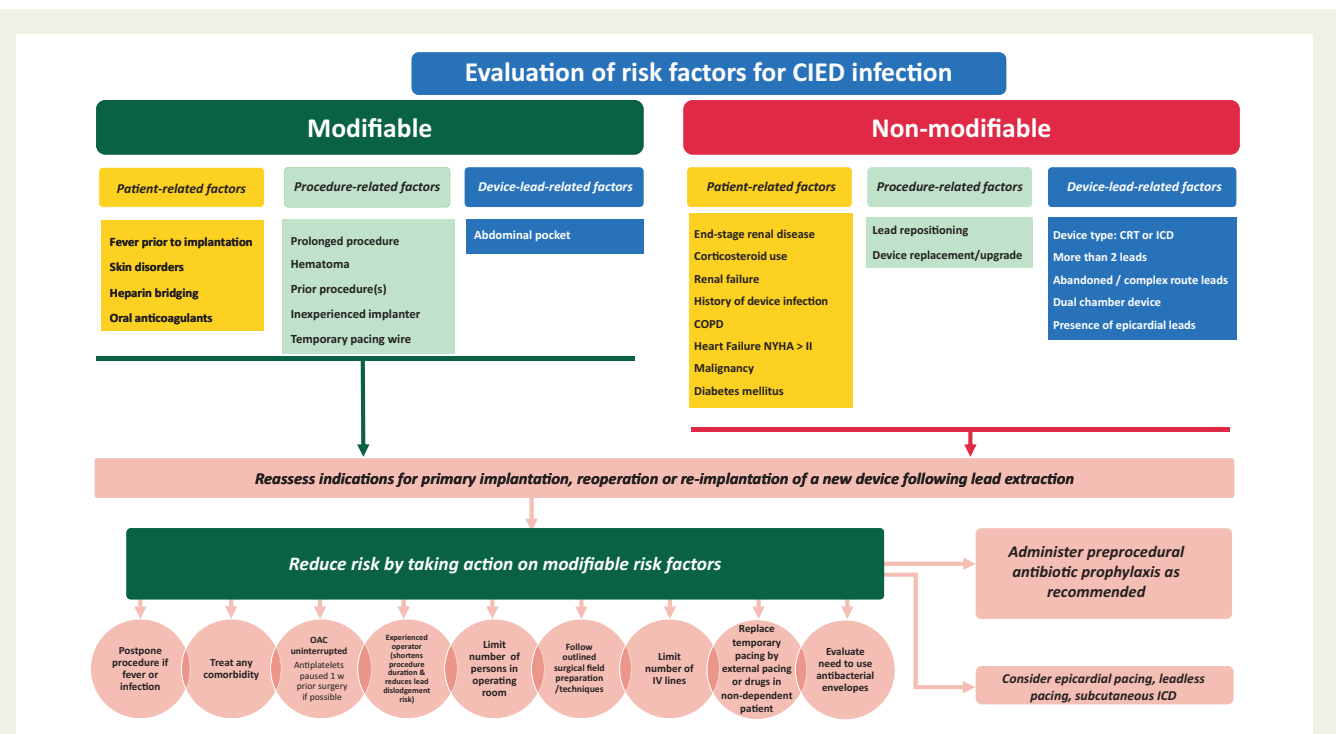 Evaluation of risk factors for CIED infection
Modifiable
Patient-related factors
Fever prior to implantation
Skin disorders
Heparin bridging
Oral anticoagulants
Procedure-related factors
Prolonged procedure
Hematoma
Prior procedure(s)
Inexperienced implanter
Temporary pacing wire
Device-lead-related factors
Abdominal pocket
Non-modifiable
Patient-related factors
End-stage renal disease
Corticosteroid use
Renal failure
History of device infection
COPD
Heart Failure NYHA > II
Malignancy
Diabetes mellitus
Procedure-related factors
Lead repositioning
Device replacement/upgrade
Device-lead-related factors
Device type: CRT or ICD
More than 2 leads
Abandoned / complex route leads
Dual chamber device
Presence of epicardial leads
Reassess indications for primary implantation, reoperation or re-implantation of a new device following lead extraction
Reduce risk by taking action on modifiable risk factors
Postpone
procedure if
fever or
infection
Treat any
comorbidity
OAC
uninterrupted
Antiplatelets
paused 1 w
prior surgery
if possible
Experienced
operator
(shortens
procedure
duration &
reduces lead
dislodgement
risk)
Limit
number of
persons in
operating
room
Follow
outlined
surgical field
preparation
/techniques
Limit
number of
IV lines
Replace
temporary
pacing by
external pacing
or drugs in
non-dependent
patient
Evaluate
need to use
antibacterial
envelopes
Administer preprocedural
antibiotic prophylaxis as
recommended
Consider epicardial pacing, leadless
pacing, subcutaneous ICD